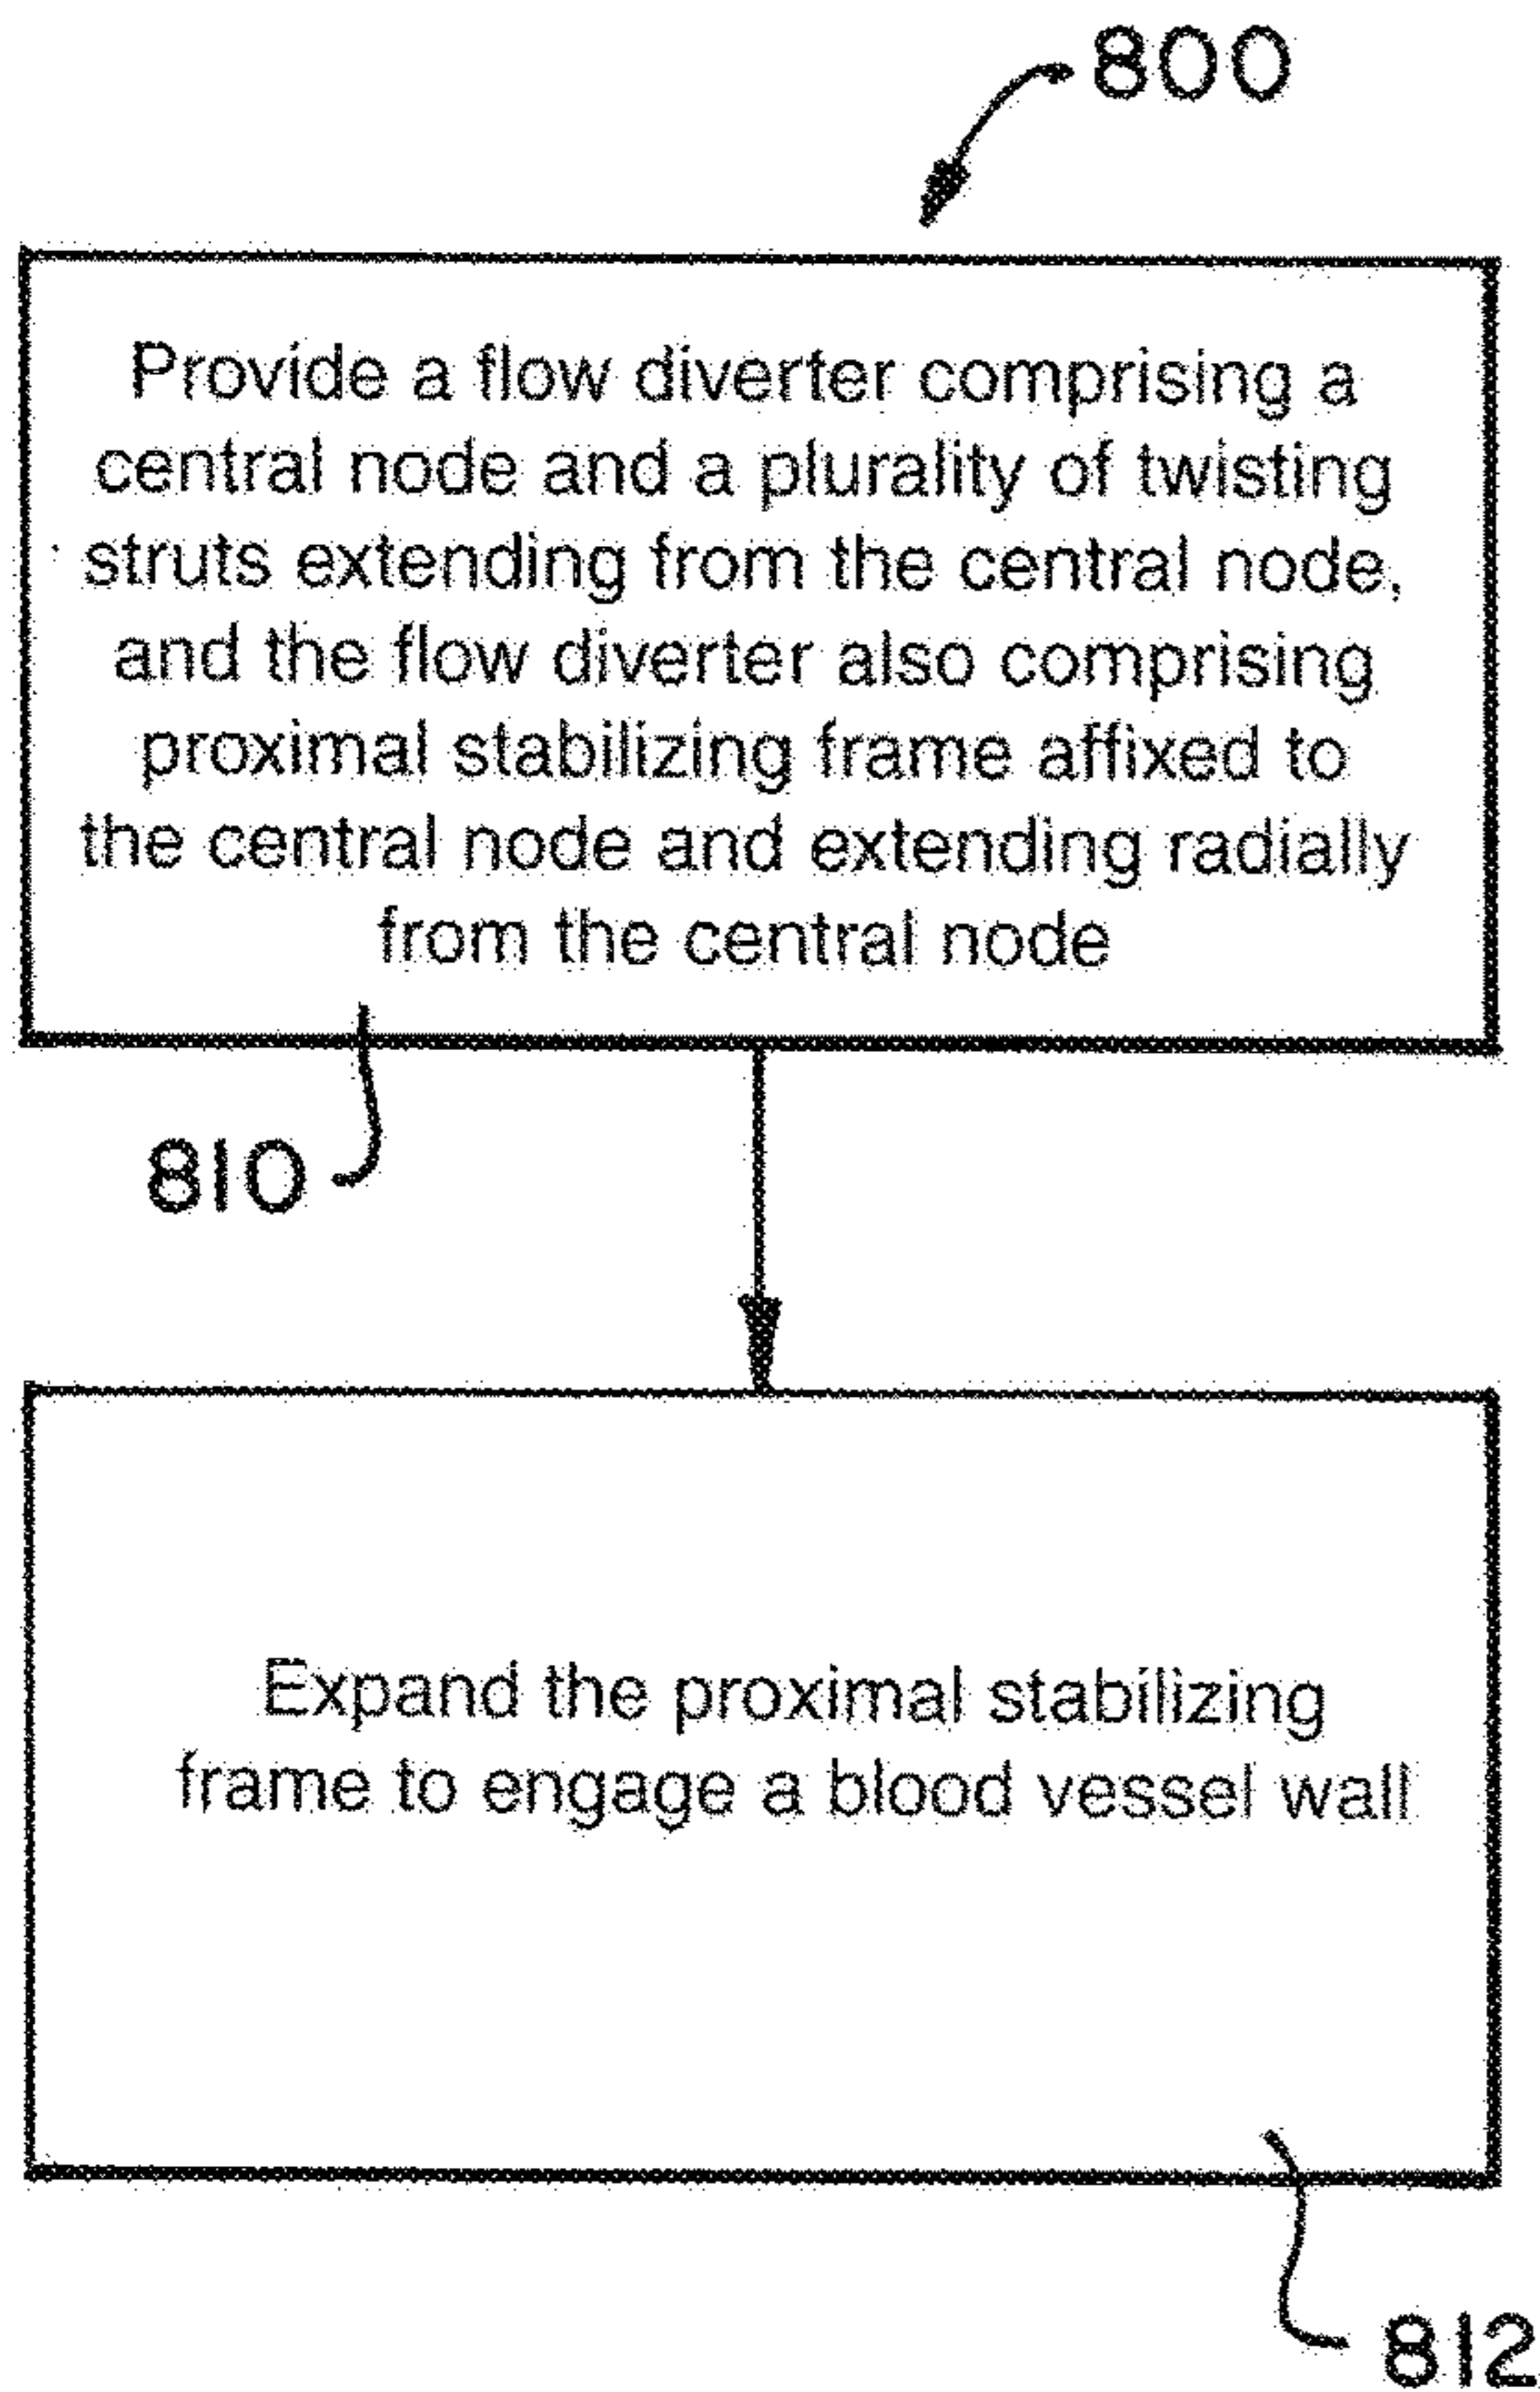 800
Provide a flow diverter comprising a
central node and a plurality of twisting
struts extending from the central node,
and the flow diverter also comprising
proximal stabilizing frame affixed to
the central node and extending radially
from the central node
810
Expand the proximal stabilizing
frame to engage a blood vessel wall
812